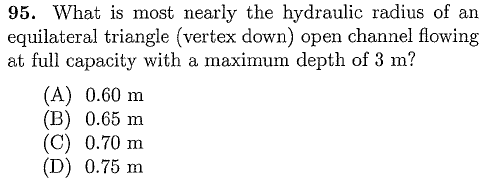 95. What is most nearly the hydraulic radius of an
equilateral triangle (vertex down) open channel flowing
at full capacity with a maximum depth of 3 m?
(A) 0.60 m
(B) 0.65 m
(C) 0.70 m
(D) 0.75 m